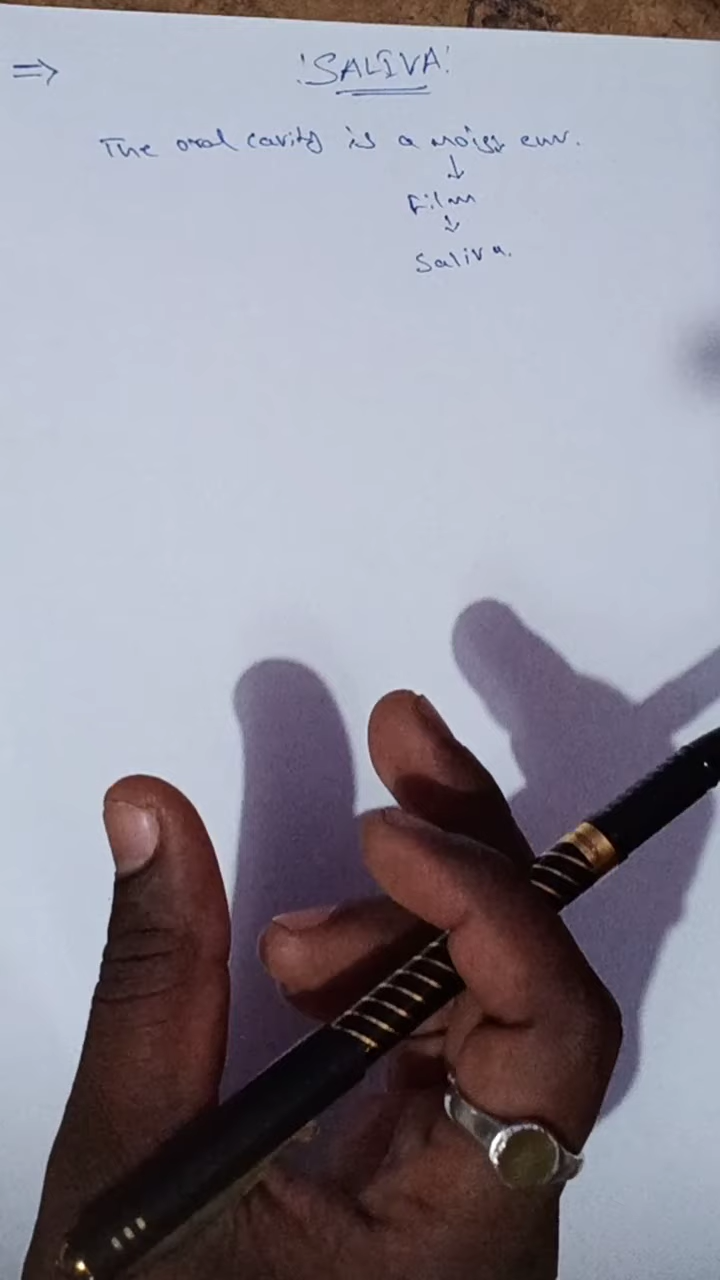 ⇒ 'SALIVA'
The oral cavity is a moist env.
↓
Film
↓
Saliva.